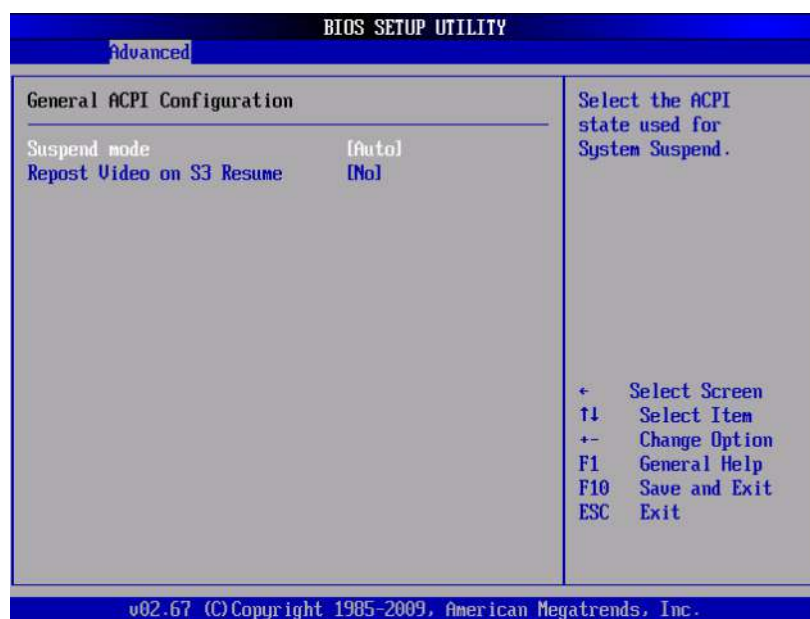 BIOS SETUP UTILITY
Advanced
General ACPI Configuration
Suspend mode [Auto]
Repost Video on S3 Resume [No]
Select the ACPI
state used for
System Suspend.
← Select Screen
↑↓ Select Item
+- Change Option
F1 General Help
F10 Save and Exit
ESC Exit
v02.67 (C)Copyright 1985-2009, American Megatrends, Inc.